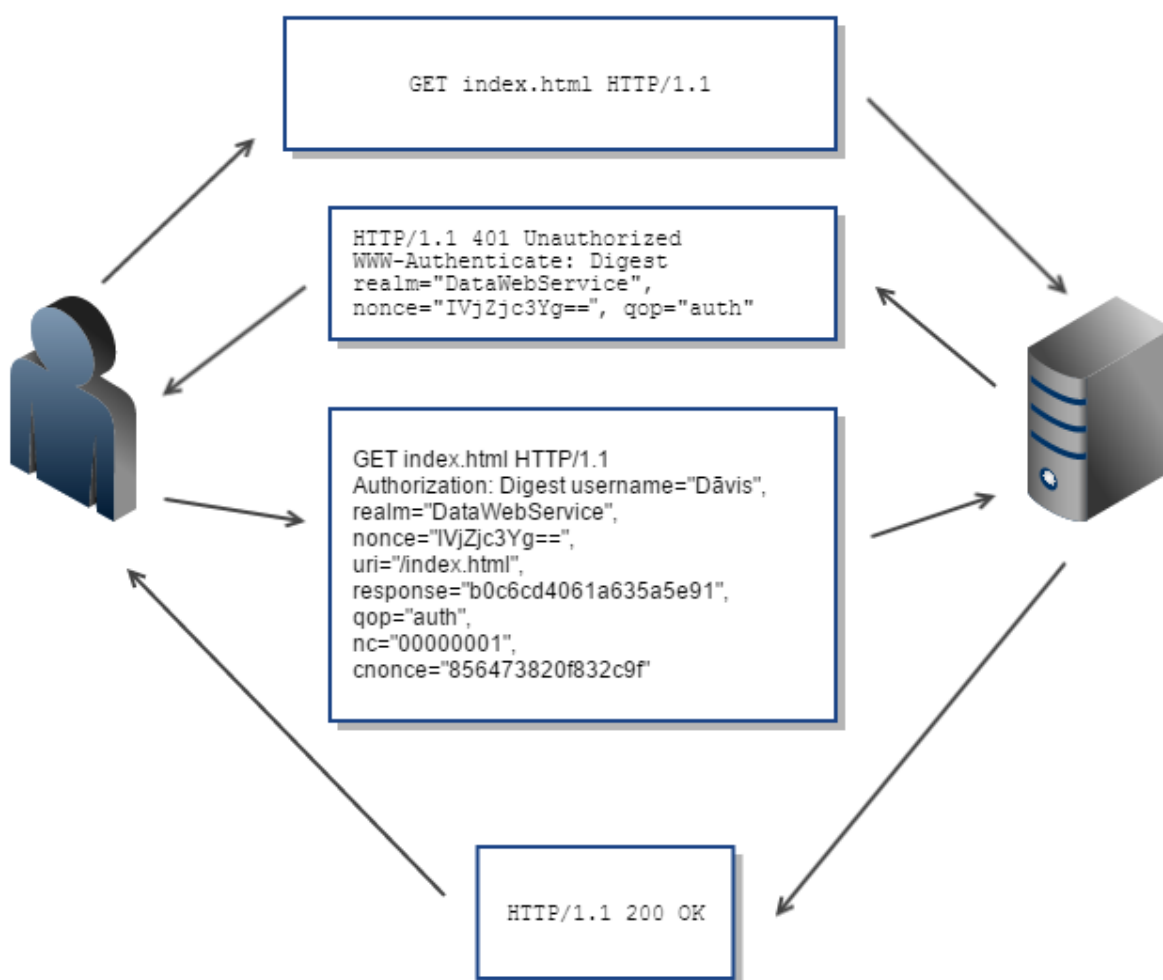 GET index.html HTTP/1.1
HTTP/1.1 401 Unauthorized
WWW-Authenticate: Digest
realm="DataWebService",
nonce="IVjZjc3Yg==", qop="auth"
GET index.html HTTP/1.1
Authorization: Digest username="Dāvis",
realm="DataWebService",
nonce="IVjZjc3Yg==",
uri="/index.html",
response="b0c6cd4061a635a5e91",
qop="auth",
nc="00000001",
cnonce="856473820f832c9f"
HTTP/1.1 200 OK